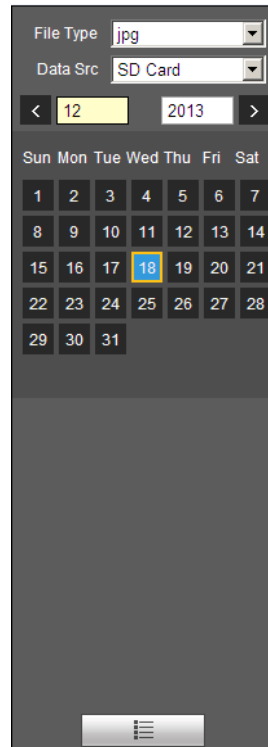 File Type jpg
Data Src SD Card
< 12 2013 >
Sun Mon Tue Wed Thu Fri Sat
1 2 3 4 5 6 7
8 9 10 11 12 13 14
15 16 17 18 19 20 21
22 23 24 25 26 27 28
29 30 31